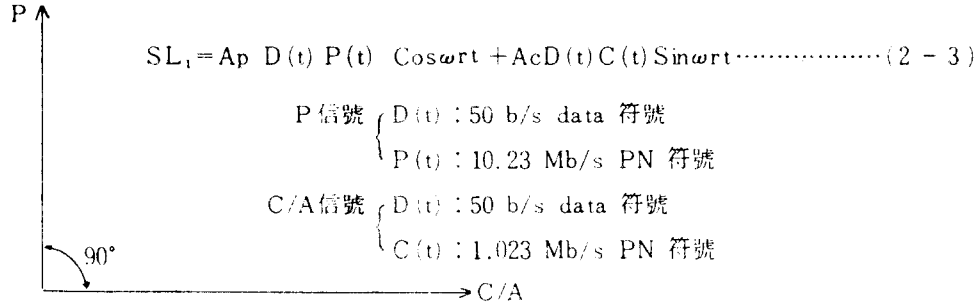 P
SL₁=Ap D(t) P(t) Cosωrt+AcD(t)C(t)Sinωrt………………(2-3)
P信號 { D(t):50 b/s data 符號
P(t):10.23 Mb/s PN 符號
C/A信號 { D(t):50 b/s data 符號
C(t):1.023 Mb/s PN 符號
90°
C/A